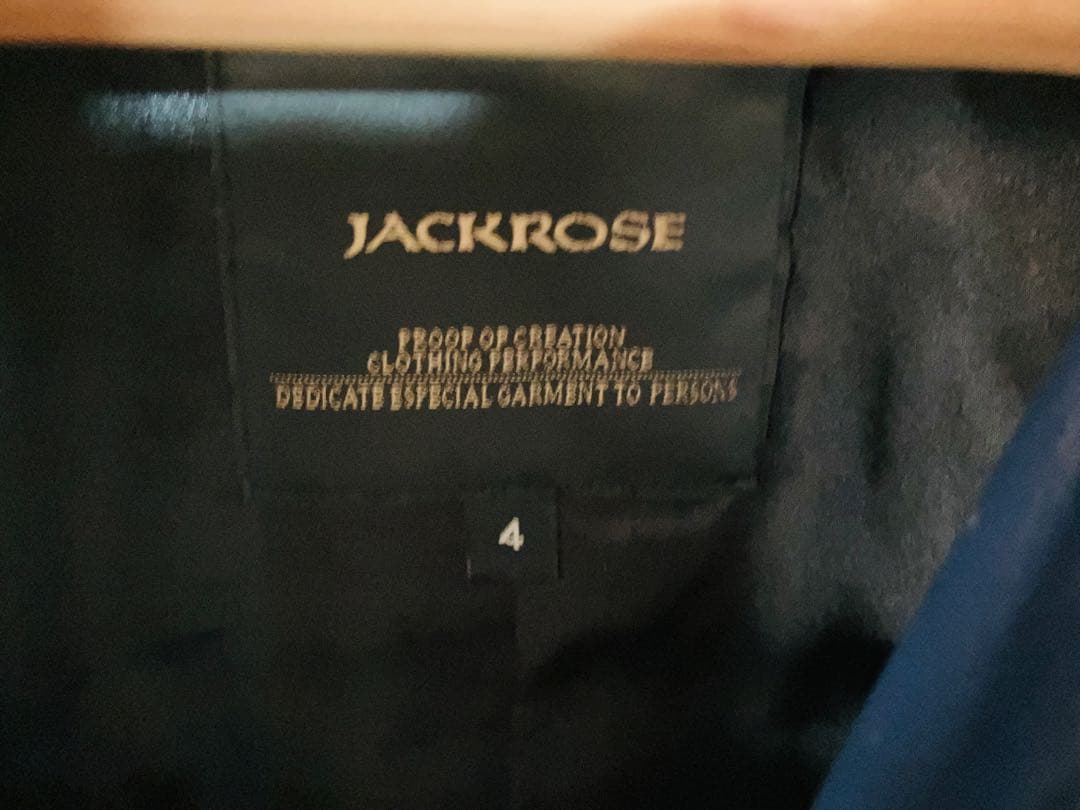 JACKROSE
PROOF OF CREATION
CLOTHING PERFORMANCE
DEDICATE ESPECIAL GARMENT TO PERSONS
4